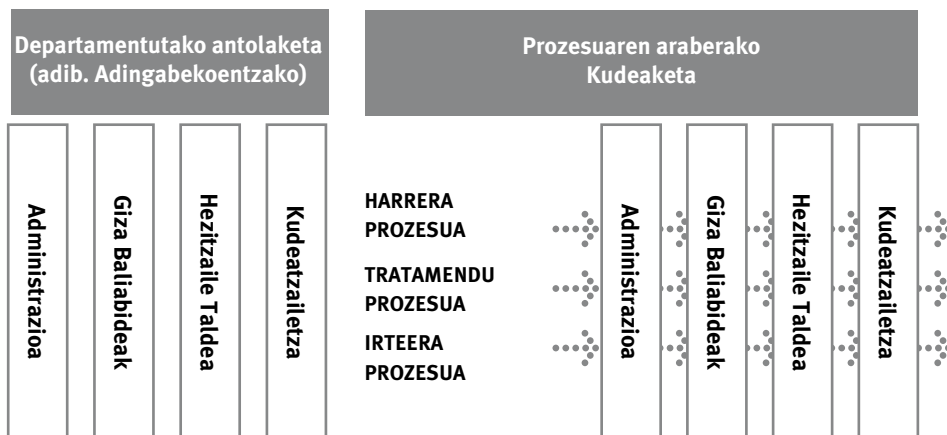 Departamentutako antolaketa
(adib. Adingabekoentzako)
Prozesuaren araberako
Kudeaketa
Administrazioa
Giza Baliabideak
Hezitzaile Taldea
Kudeatzailetza
HARRERA
PROZESUA
TRATAMENDU
PROZESUA
IRTEERA
PROZESUA
Administrazioa
Giza Baliabideak
Hezitzaile Taldea
Kudeatzailetza